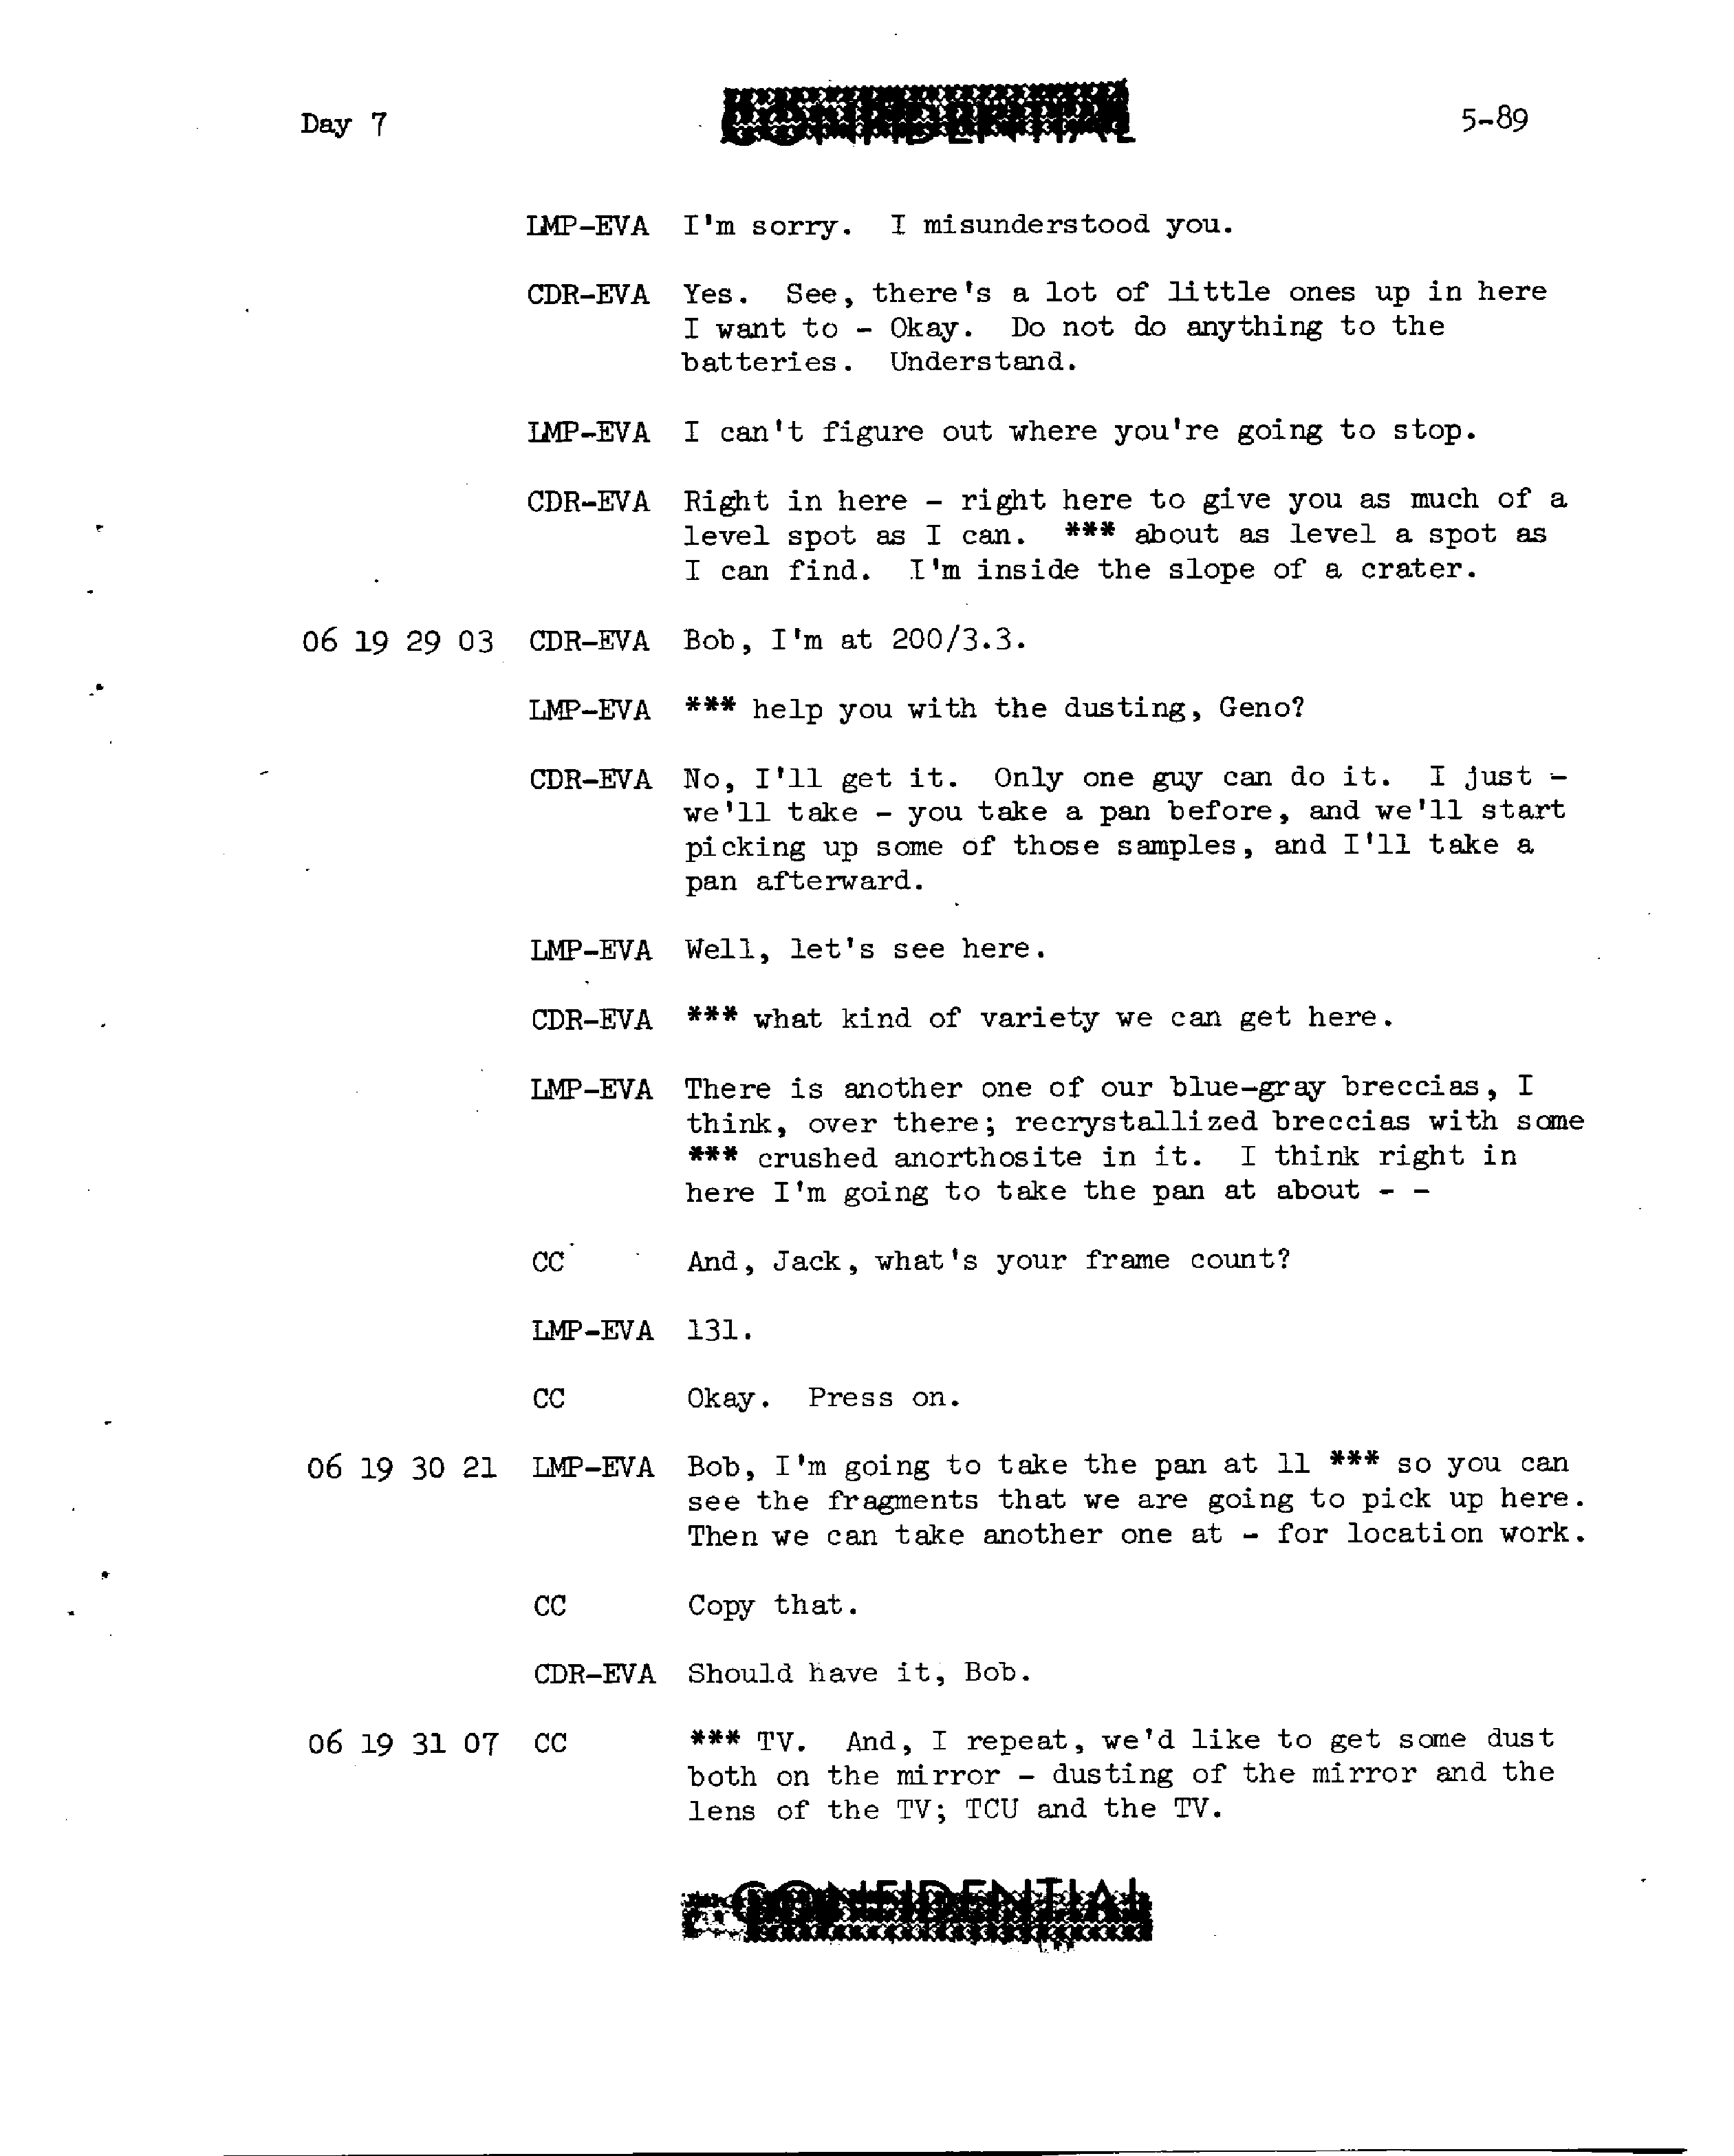 Day 7
CONFIDENTIAL
5-89
LMP-EVA I'm sorry. I misunderstood you.
CDR-EVA Yes. See, there's a lot of little ones up in here
I want to - Okay. Do not do anything to the
batteries. Understand.
LMP-EVA I can't figure out where you're going to stop.
CDR-EVA Right in here - right here to give you as much of a
level spot as I can. *** about as level a spot as
I can find. I'm inside the slope of a crater.
06 19 29 03 CDR-EVA Bob, I'm at 200/3.3.
LMP-EVA *** help you with the dusting, Geno?
CDR-EVA No, I'll get it. Only one guy can do it. I just -
we'll take - you take a pan before, and we'll start
picking up some of those samples, and I'll take a
pan afterward.
LMP-EVA Well, let's see here.
CDR-EVA *** what kind of variety we can get here.
LMP-EVA There is another one of our blue-gray breccias, I
think, over there; recrystallized breccias with some
*** crushed anorthosite in it. I think right in
here I'm going to take the pan at about - -
CC And, Jack, what's your frame count?
LMP-EVA 131.
CC Okay. Press on.
06 19 30 21 LMP-EVA Bob, I'm going to take the pan at 11 *** so you can
see the fragments that we are going to pick up here.
Then we can take another one at - for location work.
CC Copy that.
CDR-EVA Should have it, Bob.
06 19 31 07 CC *** TV. And, I repeat, we'd like to get some dust
both on the mirror - dusting of the mirror and the
lens of the TV; TCU and the TV.
CONFIDENTIAL